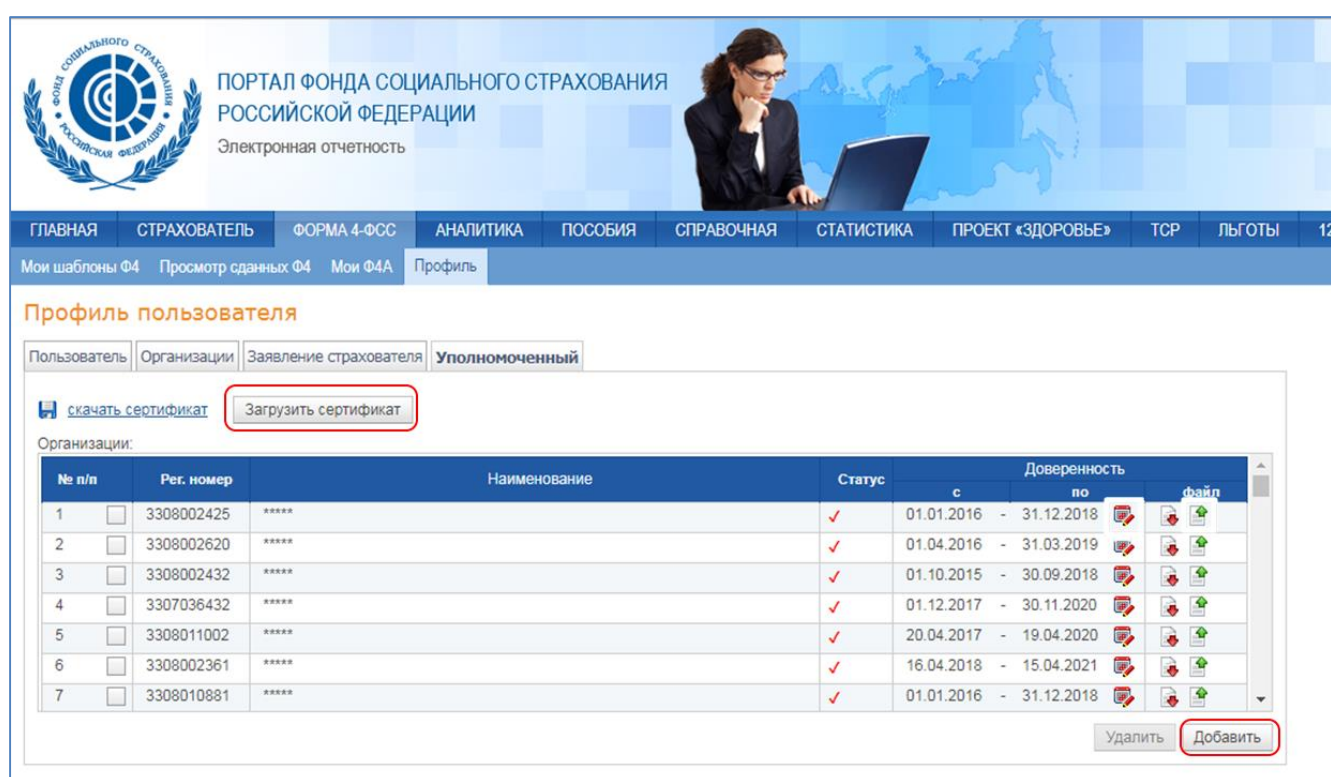 ФОНД СОЦИАЛЬНОГО СТРАХОВАНИЯ
РОССИЙСКАЯ ФЕДЕРАЦИЯ
ПОРТАЛ ФОНДА СОЦИАЛЬНОГО СТРАХОВАНИЯ
РОССИЙСКОЙ ФЕДЕРАЦИИ
Электронная отчетность
ГЛАВНАЯ СТРАХОВАТЕЛЬ ФОРМА 4-ФСС АНАЛИТИКА ПОСОБИЯ СПРАВОЧНАЯ СТАТИСТИКА ПРОЕКТ «ЗДОРОВЬЕ» ТСР ЛЬГОТЫ 12
Мои шаблоны Ф4 Просмотр сданных Ф4 Мои Ф4А Профиль
Профиль пользователя
Пользователь Организации Заявление страхователя Уполномоченный
скачать сертификат Загрузить сертификат
Организации:
№ п/п Рег. номер Наименование Статус Доверенность
с по файл
1 3308002425 ***** ✓ 01.01.2016 - 31.12.2018
2 3308002620 ***** ✓ 01.04.2016 - 31.03.2019
3 3308002432 ***** ✓ 01.10.2015 - 30.09.2018
4 3307036432 ***** ✓ 01.12.2017 - 30.11.2020
5 3308011002 ***** ✓ 20.04.2017 - 19.04.2020
6 3308002361 ***** ✓ 16.04.2018 - 15.04.2021
7 3308010881 ***** ✓ 01.01.2016 - 31.12.2018
Удалить Добавить